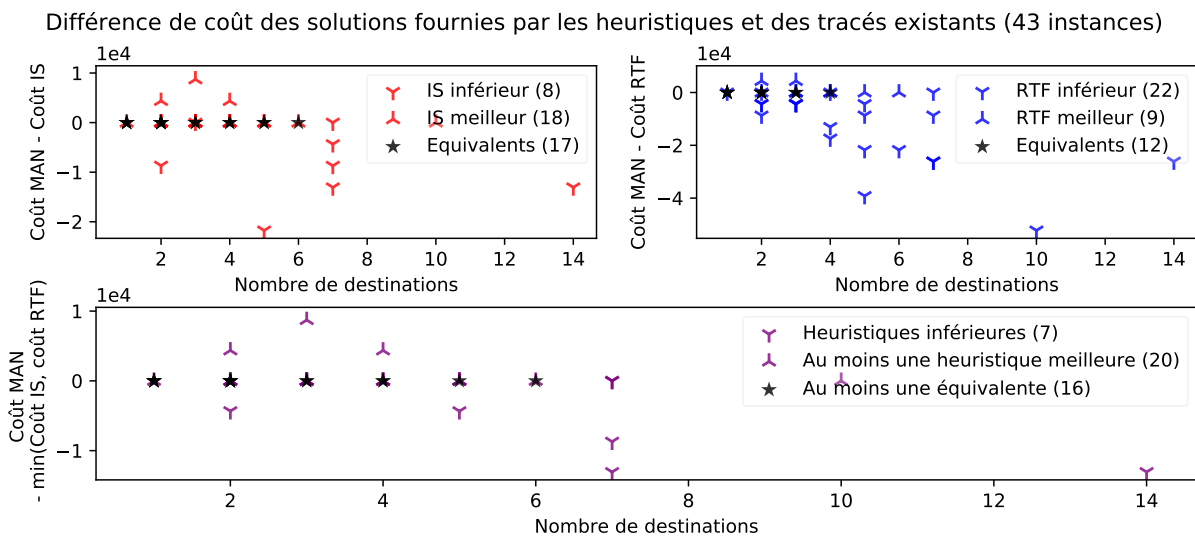 Différence de coût des solutions fournies par les heuristiques et des tracés existants (43 instances)
1e4
Coût MAN - Coût IS
1
0
−1
−2
IS inférieur (8)
IS meilleur (18)
Equivalents (17)
2 4 6 8 10 12 14
Nombre de destinations
1e4
Coût MAN - Coût RTF
0
−2
−4
RTF inférieur (22)
RTF meilleur (9)
Equivalents (12)
2 4 6 8 10 12 14
Nombre de destinations
1e4
Coût MAN
- min(Coût IS, coût RTF)
1
0
−1
Heuristiques inférieures (7)
Au moins une heuristique meilleure (20)
Au moins une équivalente (16)
2 4 6 8 10 12 14
Nombre de destinations